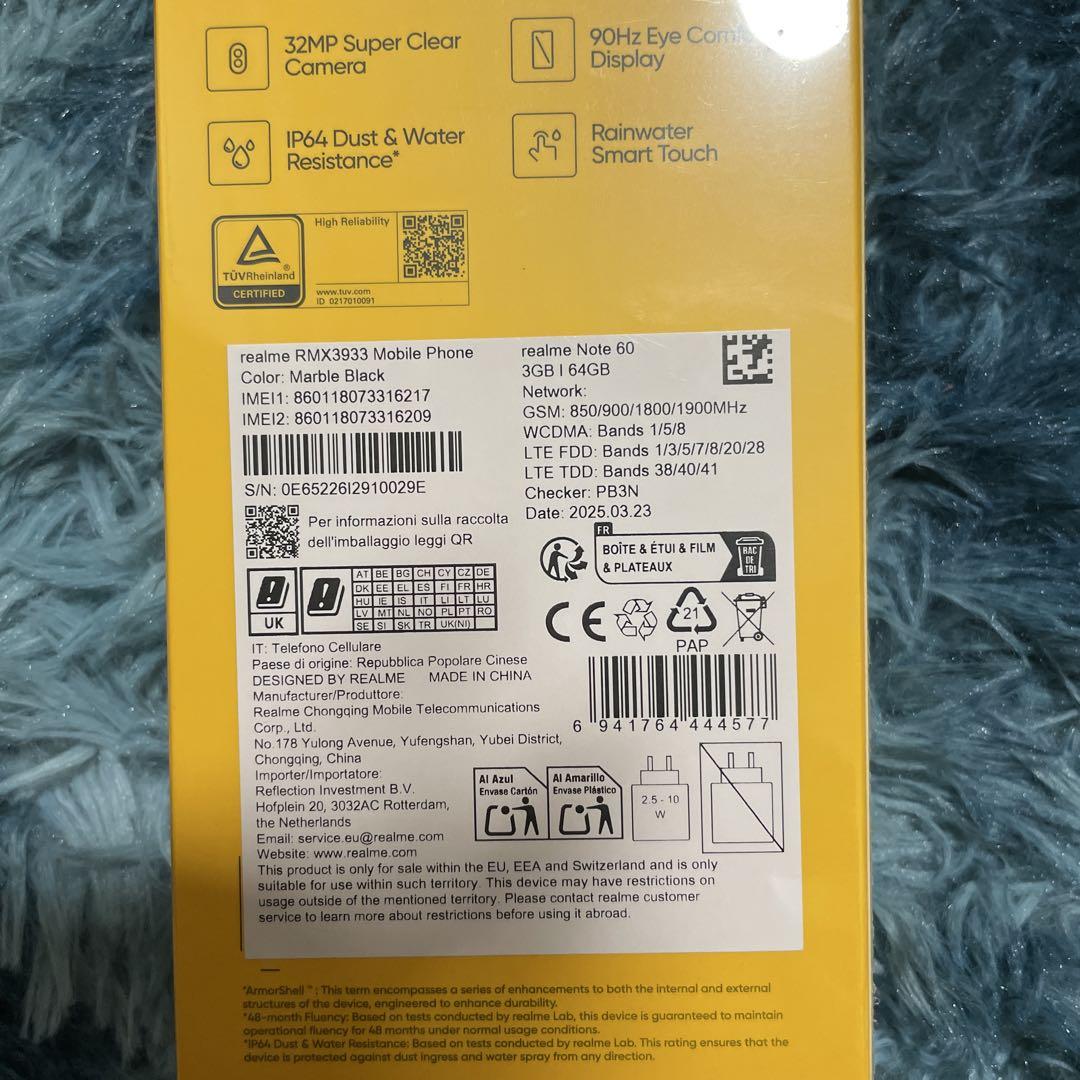 32MP Super Clear
Camera
90Hz Eye
Display
IP64 Dust & Water
Resistance*
Rainwater
Smart Touch
High Reliability
TÜVRheinland®
CERTIFIED
www.tuv.com
ID 0217010091
realme RMX3933 Mobile Phone
Color: Marble Black
IMEI1: 860118073316217
IMEI2: 860118073316209
S/N: 0E65226I2910029E
realme Note 60
3GB | 64GB
Network:
GSM: 850/900/1800/1900MHz
WCDMA: Bands 1/5/8
LTE FDD: Bands 1/3/5/7/8/20/28
LTE TDD: Bands 38/40/41
Checker: PB3N
Date: 2025.03.23
Per informazioni sulla raccolta
dell'imballaggio leggi QR
FR
BOÎTE & ÉTUI & FILM
& PLATEAUX
BAC
DE
TRI
UK
AT BE BG CH CY CZ DE
DK EE EL ES FI FR HR
HU IE IS IT LI LT LU
LV MT NL NO PL PT RO
SE SI SK TR UK(NI)
CE
21
PAP
IT: Telefono Cellulare
Paese di origine: Repubblica Popolare Cinese
DESIGNED BY REALME MADE IN CHINA
Manufacturer/Produttore:
Realme Chongqing Mobile Telecommunications
Corp., Ltd.
No.178 Yulong Avenue, Yufengshan, Yubei District,
Chongqing, China
Importer/Importatore:
Reflection Investment B.V.
Hofplein 20, 3032AC Rotterdam,
the Netherlands
Email: service.eu@realme.com
Website: www.realme.com
6 941764 444577
Al Azul
Envase Cartón
Al Amarillo
Envase Plástico
2.5 - 10
W
This product is only for sale within the EU, EEA and Switzerland and is only
suitable for use within such territory. This device may have restrictions on
usage outside of the mentioned territory. Please contact realme customer
service to learn more about restrictions before using it abroad.
*ArmorShell™: This term encompasses a series of enhancements to both the internal and external
structures of the device, engineered to enhance durability.
*48-month Fluency: Based on tests conducted by realme Lab, this device is guaranteed to maintain
operational fluency for 48 months under normal usage conditions.
*IP64 Dust & Water Resistance: Based on tests conducted by realme Lab. This rating ensures that the
device is protected against dust ingress and water spray from any direction.